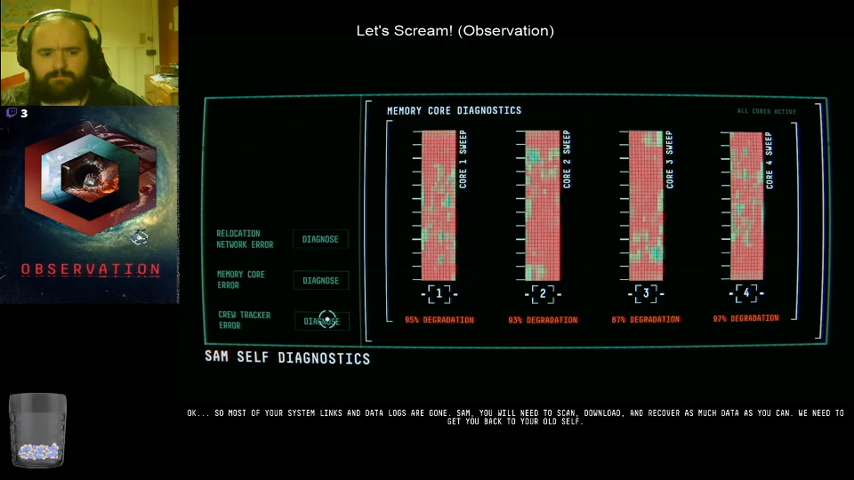 Let's Scream! (Observation)
3
OBSERVATION
MEMORY CORE DIAGNOSTICS
ALL CORES ACTIVE
CORE 1 SWEEP
CORE 2 SWEEP
CORE 3 SWEEP
CORE 4 SWEEP
RELOCATION
NETWORK ERROR
DIAGNOSE
MEMORY CORE
ERROR
DIAGNOSE
CREW TRACKER
ERROR
DIAGNOSE
1
2
3
4
95% DEGRADATION
93% DEGRADATION
87% DEGRADATION
97% DEGRADATION
SAM SELF DIAGNOSTICS
OK... SO MOST OF YOUR SYSTEM LINKS AND DATA LOGS ARE GONE. SAM, YOU WILL NEED TO SCAN, DOWNLOAD, AND RECOVER AS MUCH DATA AS YOU CAN. WE NEED TO
GET YOU BACK TO YOUR OLD SELF.